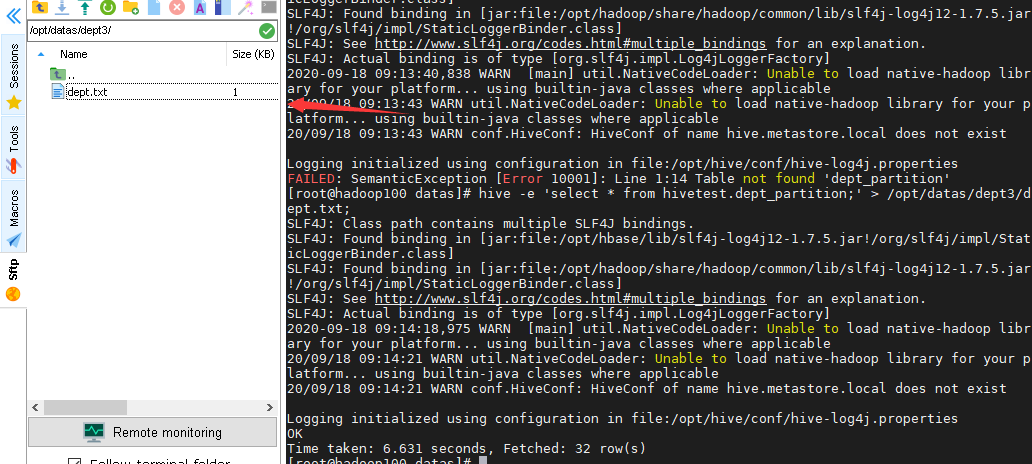 /opt/datas/dept3/
Name
Size (KB)
..
dept.txt
1
Sessions
Tools
Macros
Sftp
Remote monitoring
SLF4J: Found binding in [jar:file:/opt/hadoop/share/hadoop/common/lib/slf4j-log4j12-1.7.5.jar
!/org/slf4j/impl/StaticLoggerBinder.class]
SLF4J: See http://www.slf4j.org/codes.html#multiple_bindings for an explanation.
SLF4J: Actual binding is of type [org.slf4j.impl.Log4jLoggerFactory]
2020-09-18 09:13:40,838 WARN  [main] util.NativeCodeLoader: Unable to load native-hadoop libr
ary for your platform... using builtin-java classes where applicable
20/09/18 09:13:43 WARN util.NativeCodeLoader: Unable to load native-hadoop library for your p
latform... using builtin-java classes where applicable
20/09/18 09:13:43 WARN conf.HiveConf: HiveConf of name hive.metastore.local does not exist
Logging initialized using configuration in file:/opt/hive/conf/hive-log4j.properties
FAILED: SemanticException [Error 10001]: Line 1:14 Table not found 'dept_partition'
[root@hadoop100 datas]# hive -e 'select * from hivetest.dept_partition;' > /opt/datas/dept3/d
ept.txt;
SLF4J: Class path contains multiple SLF4J bindings.
SLF4J: Found binding in [jar:file:/opt/hbase/lib/slf4j-log4j12-1.7.5.jar!/org/slf4j/impl/Stat
icLoggerBinder.class]
SLF4J: Found binding in [jar:file:/opt/hadoop/share/hadoop/common/lib/slf4j-log4j12-1.7.5.jar
!/org/slf4j/impl/StaticLoggerBinder.class]
SLF4J: See http://www.slf4j.org/codes.html#multiple_bindings for an explanation.
SLF4J: Actual binding is of type [org.slf4j.impl.Log4jLoggerFactory]
2020-09-18 09:14:18,975 WARN  [main] util.NativeCodeLoader: Unable to load native-hadoop libr
ary for your platform... using builtin-java classes where applicable
20/09/18 09:14:21 WARN util.NativeCodeLoader: Unable to load native-hadoop library for your p
latform... using builtin-java classes where applicable
20/09/18 09:14:21 WARN conf.HiveConf: HiveConf of name hive.metastore.local does not exist
Logging initialized using configuration in file:/opt/hive/conf/hive-log4j.properties
OK
Time taken: 6.631 seconds, Fetched: 32 row(s)
[root@hadoop100 datas]#